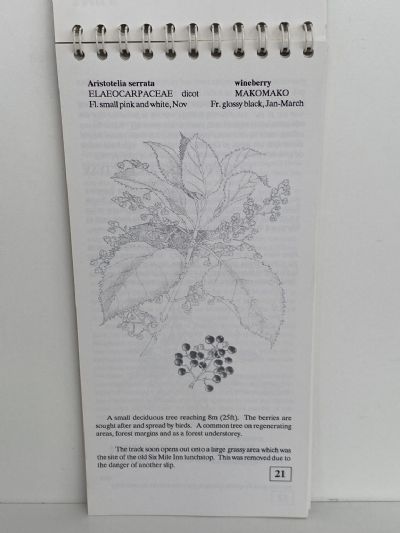 Aristotelia serrata wineberry
ELAEOCARPACEAE dicot MAKOMAKO
Fl. small pink and white, Nov Fr. glossy black, Jan-March
A small deciduous tree reaching 8m (25ft). The berries are
sought after and spread by birds. A common tree on regenerating
areas, forest margins and as a forest understorey.
The track soon opens out onto a large grassy area which was
the site of the old Six Mile Inn lunchstop. This was removed due to
the danger of another slip.
21